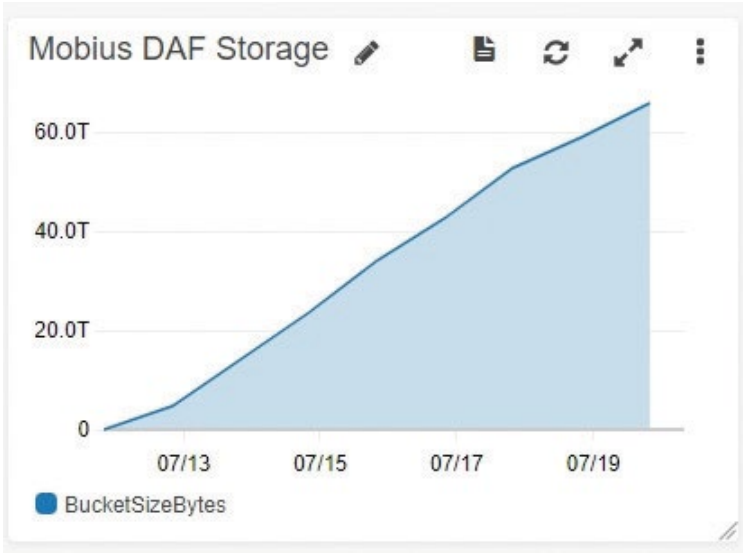 Mobius DAF Storage
60.0T
40.0T
20.0T
0
07/13 07/15 07/17 07/19
BucketSizeBytes